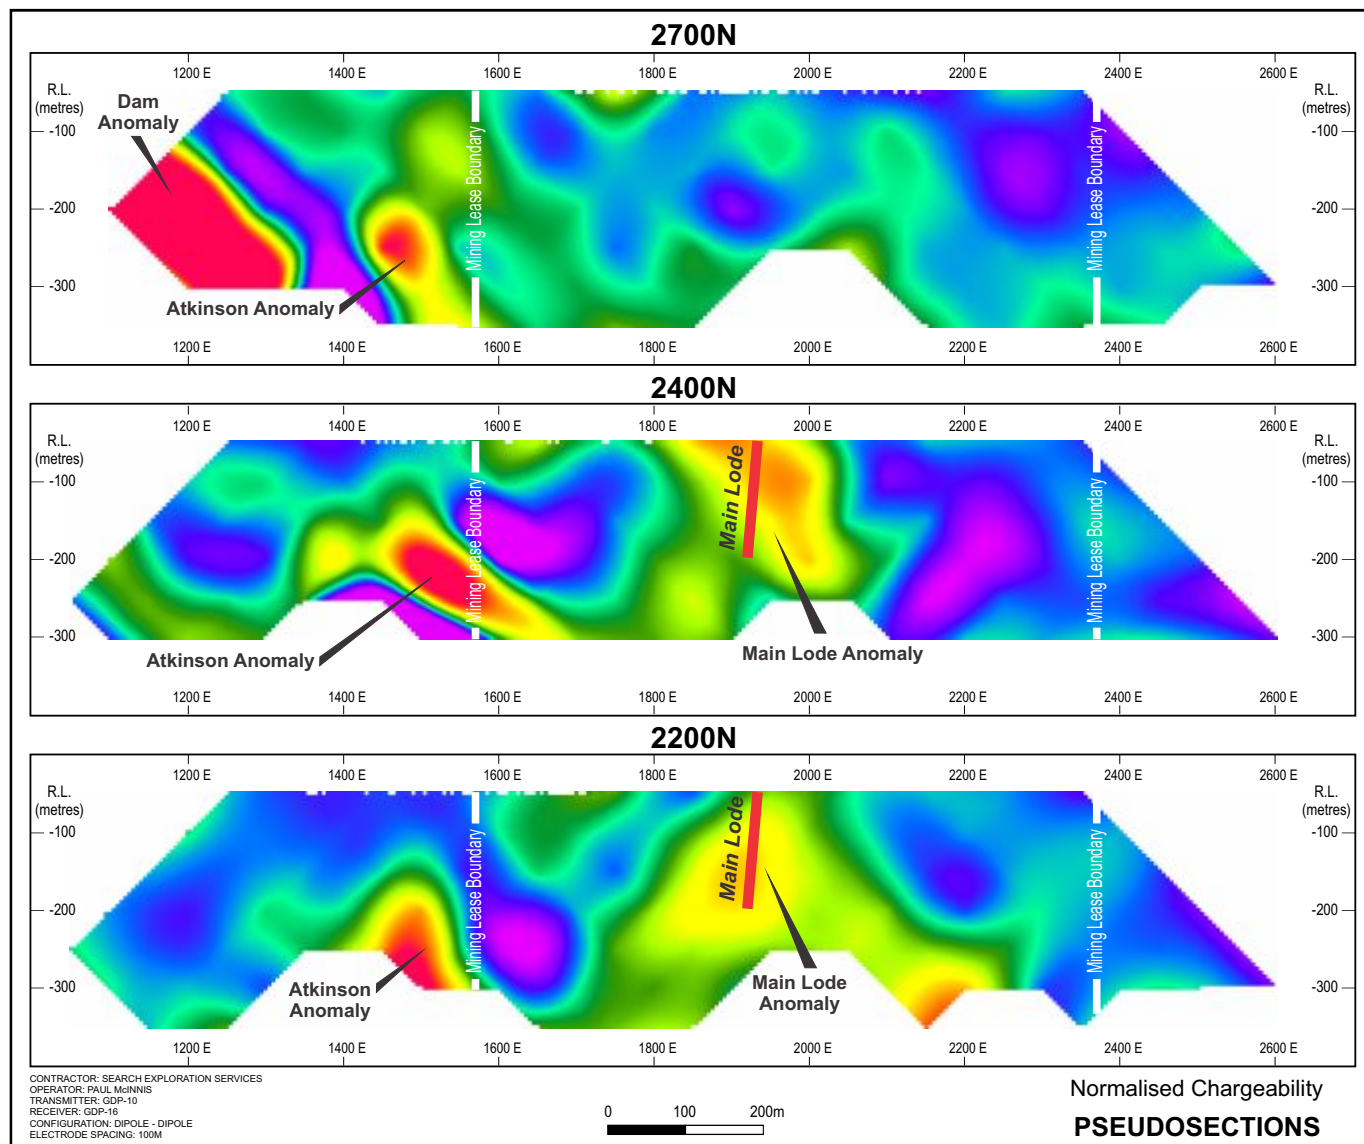 2700N
1200 E 1400 E 1600 E 1800 E 2000 E 2200 E 2400 E 2600 E
R.L. R.L.
(metres) (metres)
Dam
Anomaly
-100 -100
Mining Lease Boundary Mining Lease Boundary
-200 -200
-300 -300
Atkinson Anomaly
1200 E 1400 E 1600 E 1800 E 2000 E 2200 E 2400 E 2600 E
2400N
1200 E 1400 E 1600 E 1800 E 2000 E 2200 E 2400 E 2600 E
R.L. R.L.
(metres) (metres)
-100 -100
Main Lode
Mining Lease Boundary Mining Lease Boundary
-200 -200
-300 -300
Atkinson Anomaly
Main Lode Anomaly
1200 E 1400 E 1600 E 1800 E 2000 E 2200 E 2400 E 2600 E
2200N
1200 E 1400 E 1600 E 1800 E 2000 E 2200 E 2400 E 2600 E
R.L. R.L.
(metres) (metres)
-100 -100
Main Lode
Mining Lease Boundary Mining Lease Boundary
-200 -200
-300 -300
Atkinson
Anomaly
Main Lode
Anomaly
1200 E 1400 E 1600 E 1800 E 2000 E 2200 E 2400 E 2600 E
CONTRACTOR: SEARCH EXPLORATION SERVICES
OPERATOR: PAUL McINNIS
TRANSMITTER: GDP-10
RECEIVER: GDP-16
CONFIGURATION: DIPOLE - DIPOLE
ELECTRODE SPACING: 100M
0 100 200m
Normalised Chargeability
PSEUDOSECTIONS